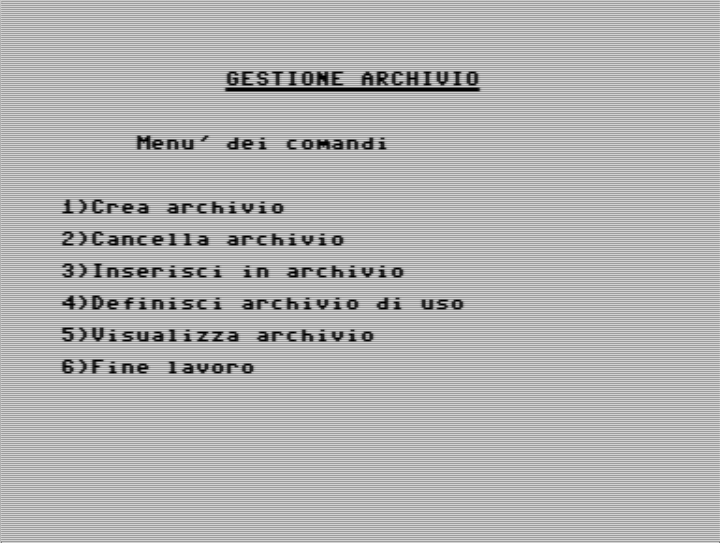 GESTIONE ARCHIVIO
Menu' dei comandi
1)Crea archivio
2)Cancella archivio
3)Inserisci in archivio
4)Definisci archivio di uso
5)Visualizza archivio
6)Fine lavoro